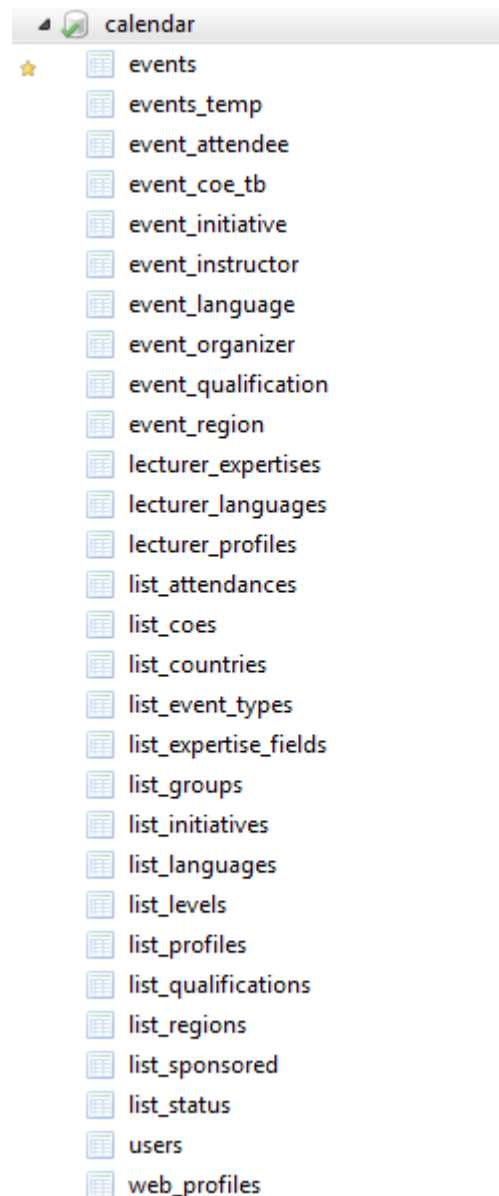 calendar
events
events_temp
event_attendee
event_coe_tb
event_initiative
event_instructor
event_language
event_organizer
event_qualification
event_region
lecturer_expertises
lecturer_languages
lecturer_profiles
list_attendances
list_coes
list_countries
list_event_types
list_expertise_fields
list_groups
list_initiatives
list_languages
list_levels
list_profiles
list_qualifications
list_regions
list_sponsored
list_status
users
web_profiles